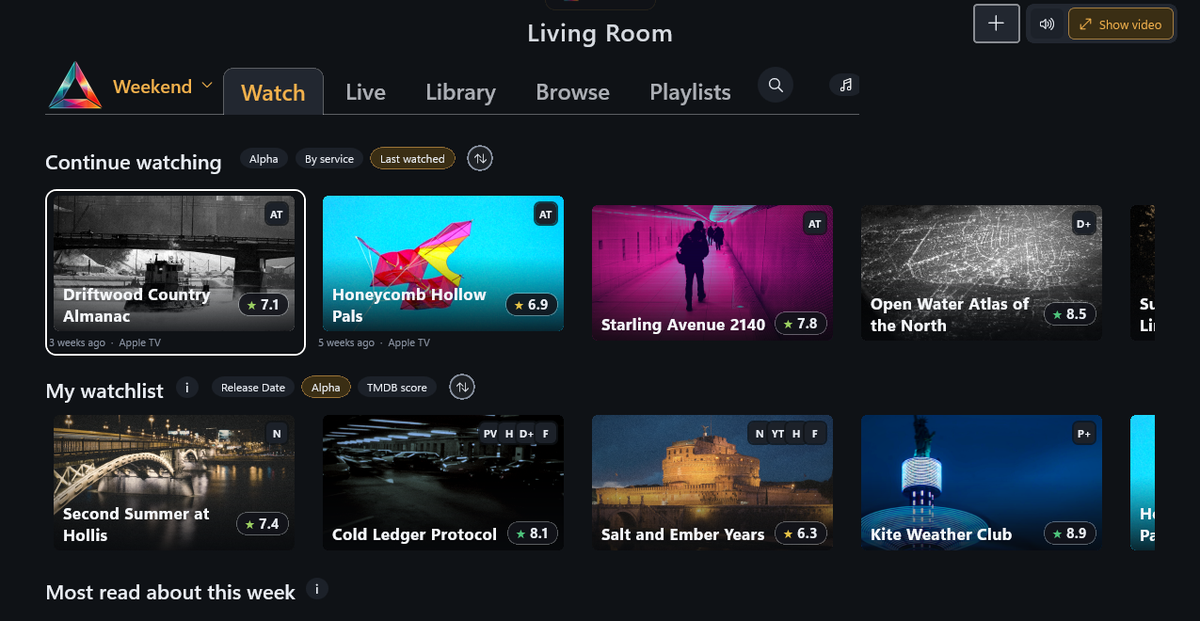 Living Room
Show video
Weekend
Watch
Live
Library
Browse
Playlists
Continue watching
Alpha
By service
Last watched
AT
Driftwood Country
Almanac
7.1
3 weeks ago · Apple TV
AT
Honeycomb Hollow
Pals
6.9
5 weeks ago · Apple TV
AT
Starling Avenue 2140
7.8
D+
Open Water Atlas of
the North
8.5
My watchlist
i
Release Date
Alpha
TMDB score
N
Second Summer at
Hollis
7.4
PV H D+ F
Cold Ledger Protocol
8.1
N YT H F
Salt and Ember Years
6.3
P+
Kite Weather Club
8.9
Most read about this week
i